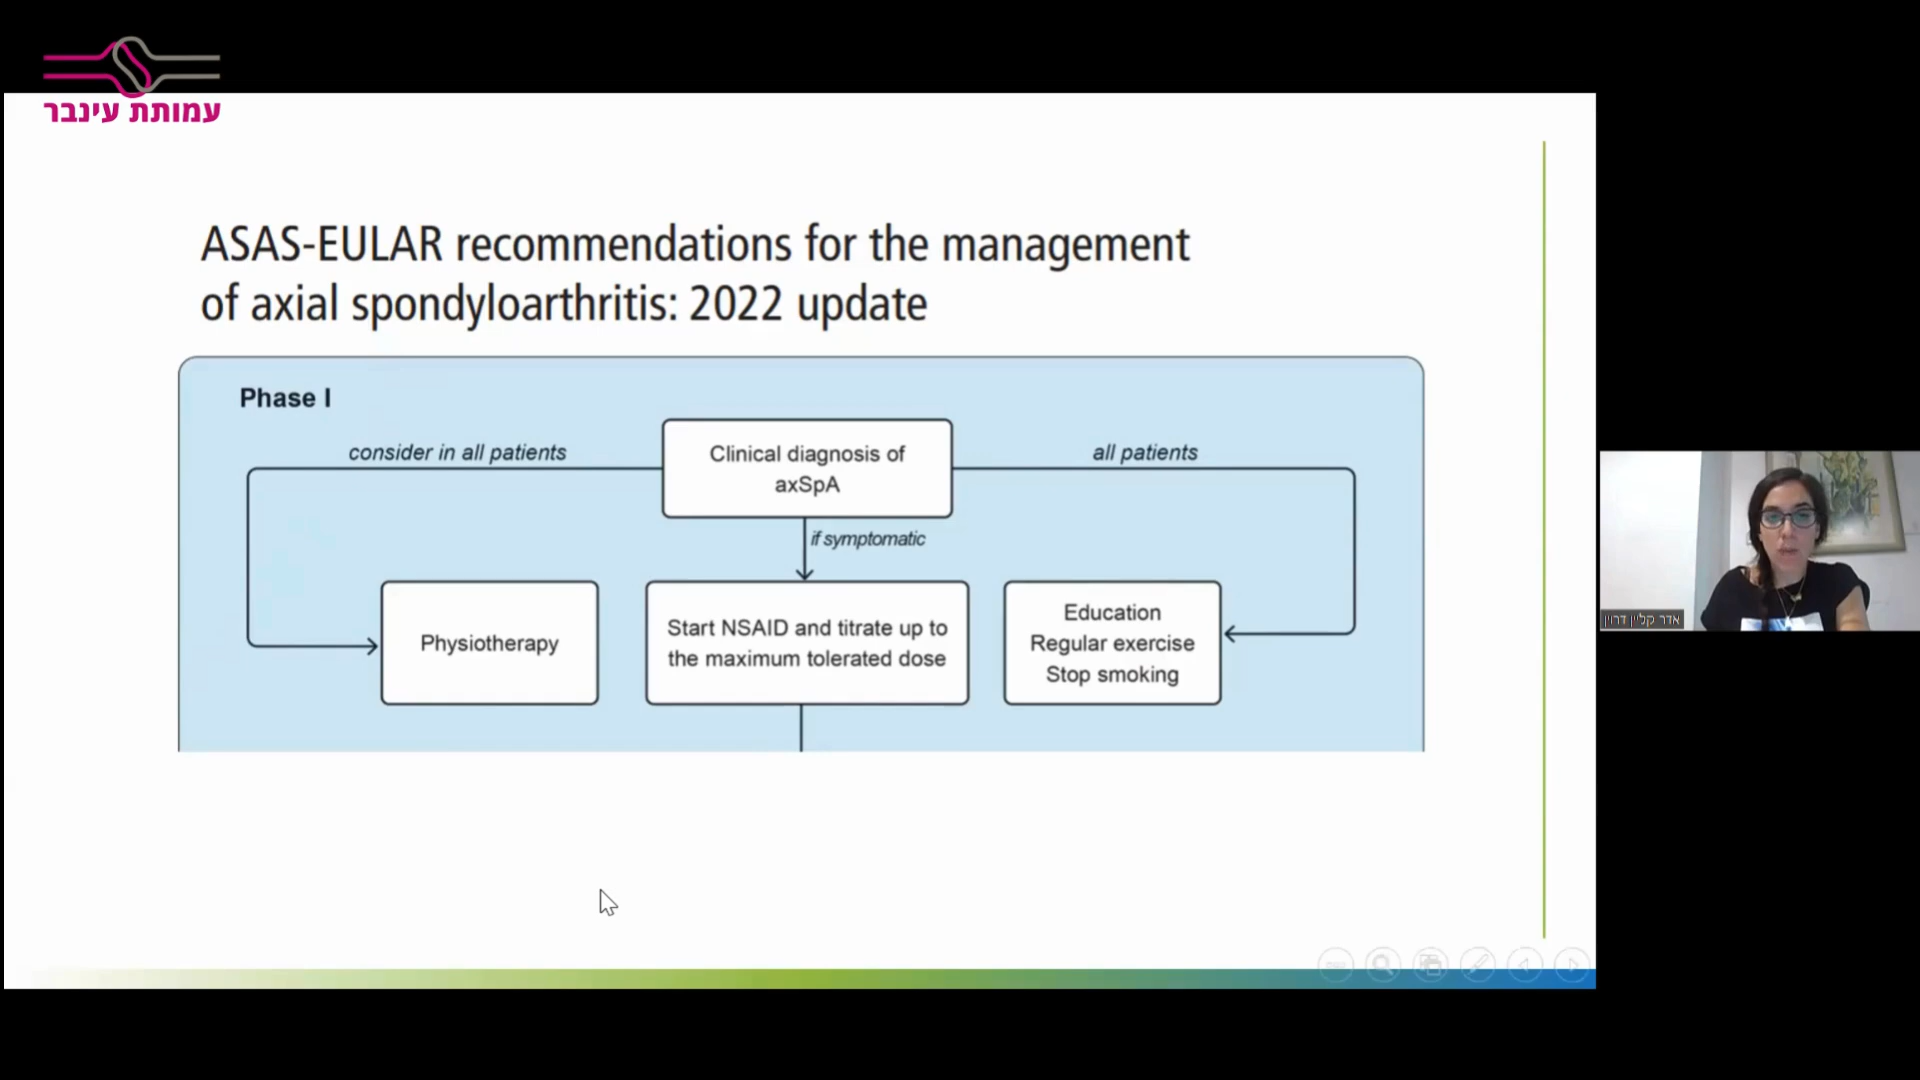 עמותת עינבר
ASAS-EULAR recommendations for the management
of axial spondyloarthritis: 2022 update
Phase I
consider in all patients
Clinical diagnosis of
axSpA
all patients
if symptomatic
Physiotherapy
Start NSAID and titrate up to
the maximum tolerated dose
Education
Regular exercise
Stop smoking
אדר קליין דרוין